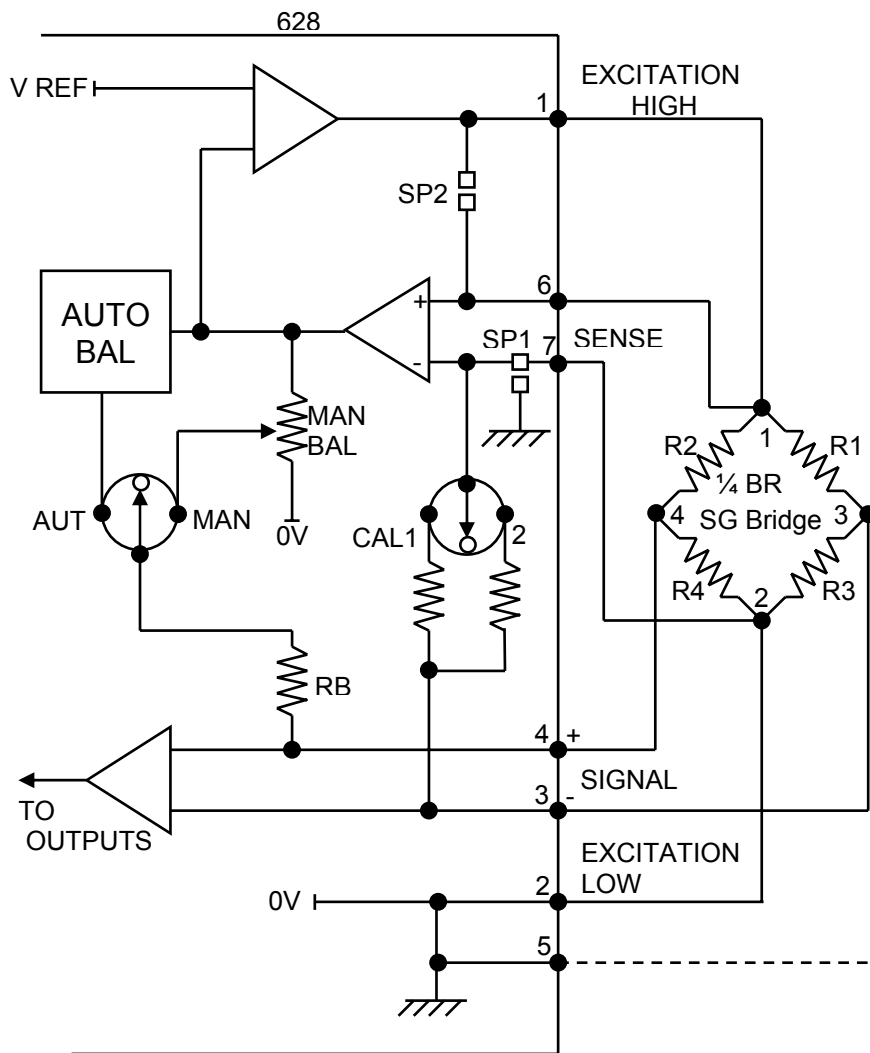 628
V REF
1
EXCITATION
HIGH
SP2
6
+
AUTO
BAL
SP1
7
SENSE
-
MAN
BAL
1
R2
R1
¼ BR
4
3
SG Bridge
AUT
MAN
CAL1
2
0V
R4
2
R3
RB
4
+
SIGNAL
3
-
TO
OUTPUTS
EXCITATION
LOW
2
0V
5